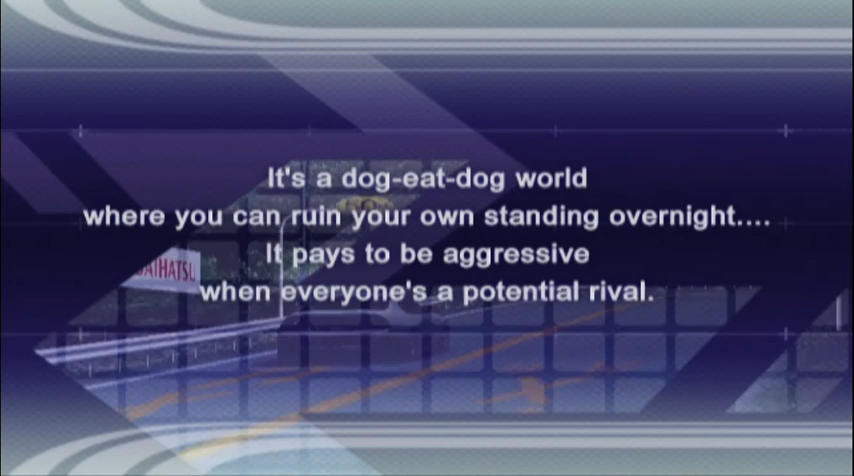 It's a dog-eat-dog world
where you can ruin your own standing overnight....
It pays to be aggressive
when everyone's a potential rival.
DAIHATSU